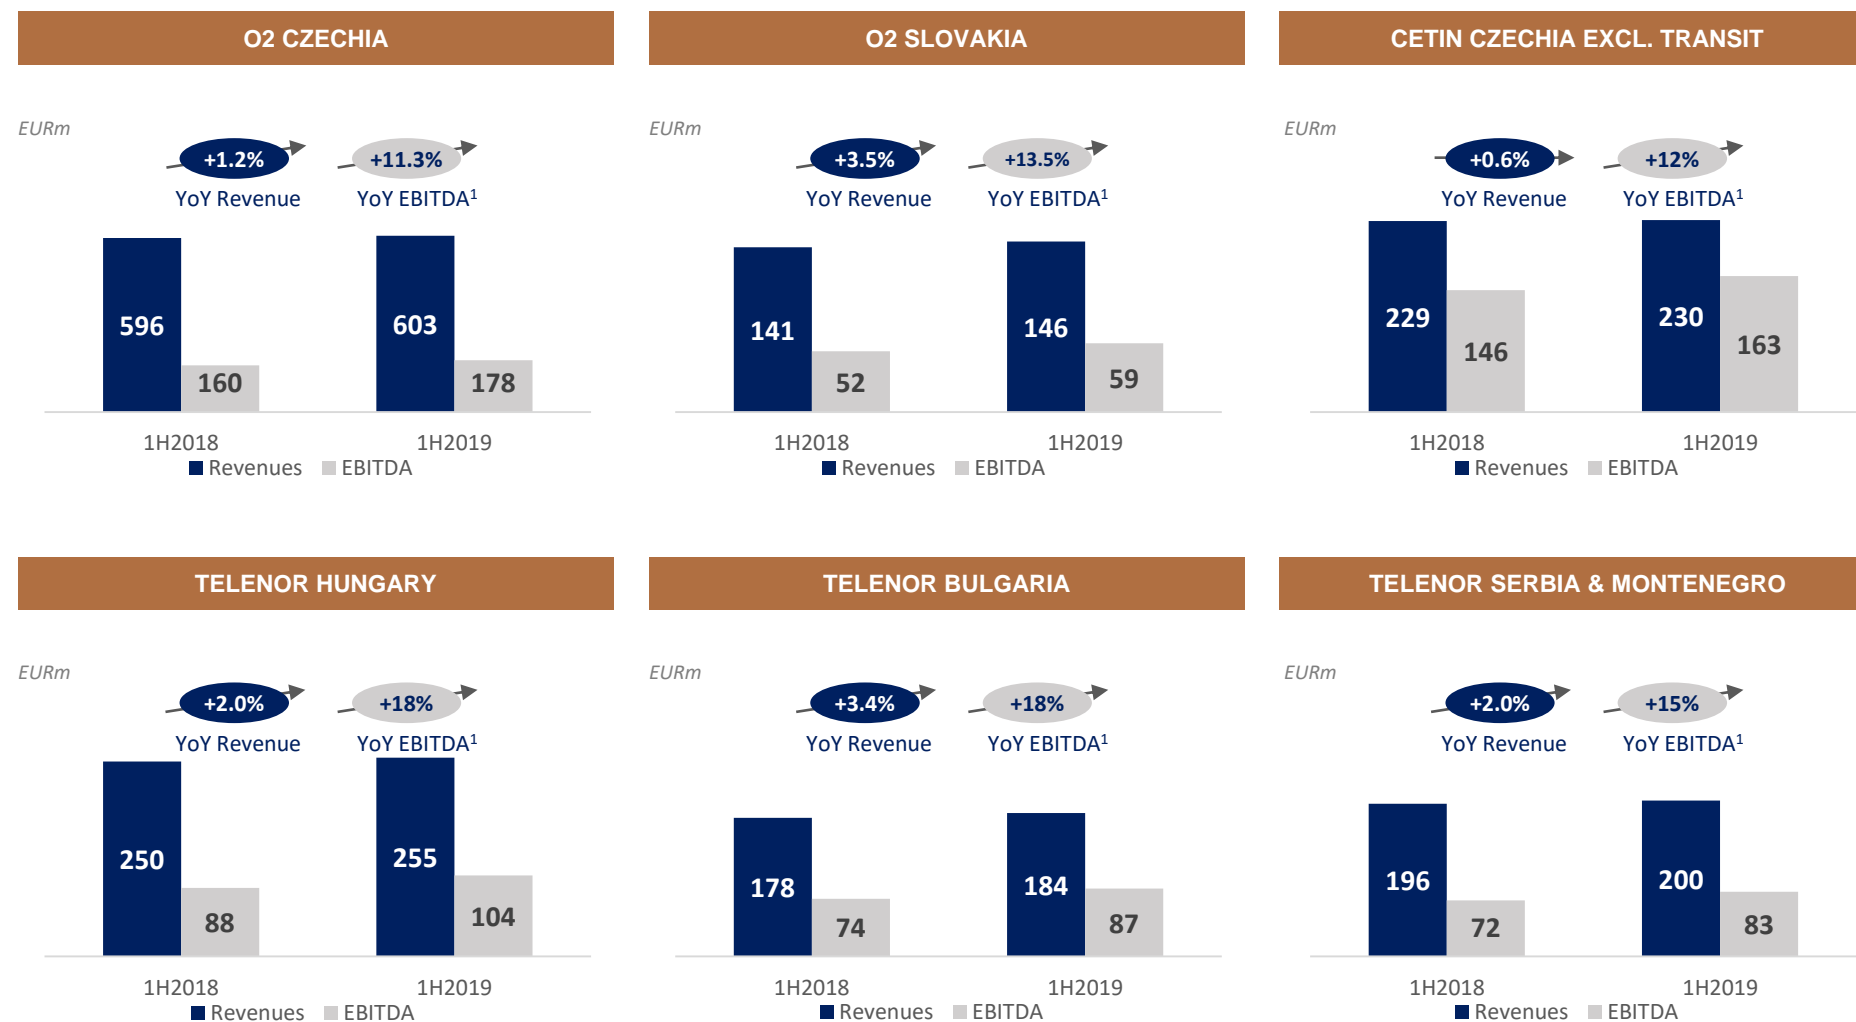 O2 CZECHIA
EURm
+1.2%
+11.3%
YoY Revenue
YoY EBITDA¹
596
160
603
178
1H2018
1H2019
Revenues
EBITDA
O2 SLOVAKIA
EURm
+3.5%
+13.5%
YoY Revenue
YoY EBITDA¹
141
52
146
59
1H2018
1H2019
Revenues
EBITDA
CETIN CZECHIA EXCL. TRANSIT
EURm
+0.6%
+12%
YoY Revenue
YoY EBITDA¹
229
146
230
163
1H2018
1H2019
Revenues
EBITDA
TELENOR HUNGARY
EURm
+2.0%
+18%
YoY Revenue
YoY EBITDA¹
250
88
255
104
1H2018
1H2019
Revenues
EBITDA
TELENOR BULGARIA
EURm
+3.4%
+18%
YoY Revenue
YoY EBITDA¹
178
74
184
87
1H2018
1H2019
Revenues
EBITDA
TELENOR SERBIA & MONTENEGRO
EURm
+2.0%
+15%
YoY Revenue
YoY EBITDA¹
196
72
200
83
1H2018
1H2019
Revenues
EBITDA